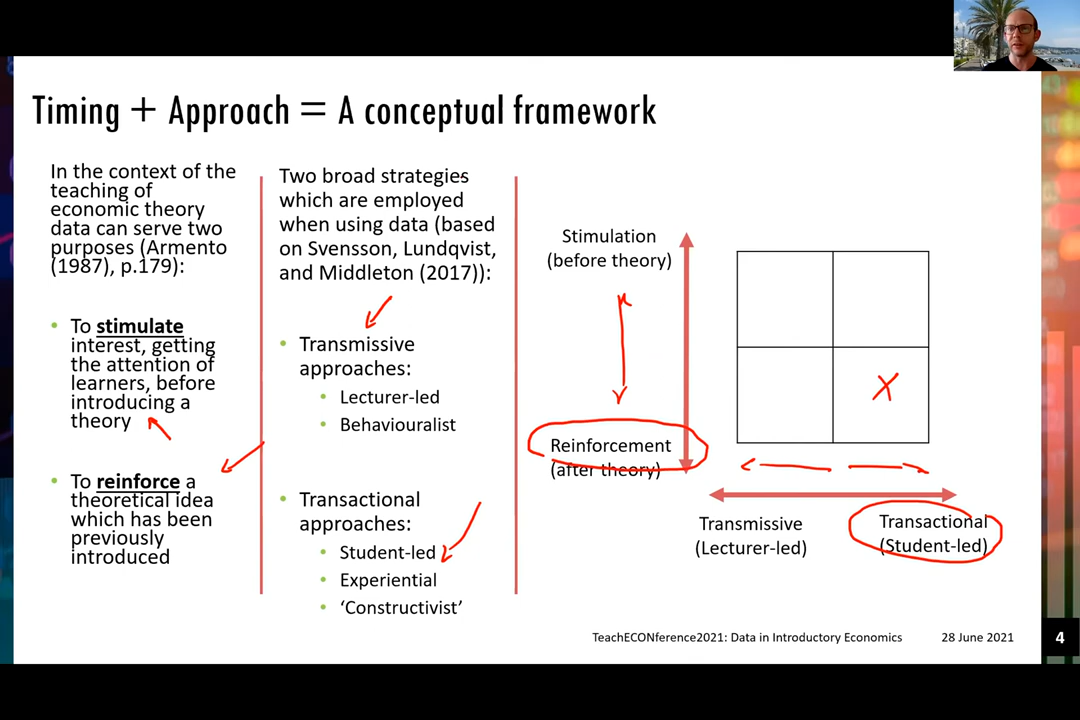 Timing + Approach = A conceptual framework
In the context of the
teaching of
economic theory
data can serve two
purposes (Armento
(1987), p.179):
• To stimulate
interest, getting
the attention of
learners, before
introducing a
theory
• To reinforce a
theoretical idea
which has been
previously
introduced
Two broad strategies
which are employed
when using data (based
on Svensson, Lundqvist,
and Middleton (2017)):
• Transmissive
approaches:
• Lecturer-led
• Behaviouralist
• Transactional
approaches:
• Student-led
• Experiential
• ‘Constructivist’
Stimulation
(before theory)
Reinforcement
(after theory)
X
Transmissive
(Lecturer-led)
Transactional
(Student-led)
TeachECONference2021: Data in Introductory Economics
28 June 2021
4